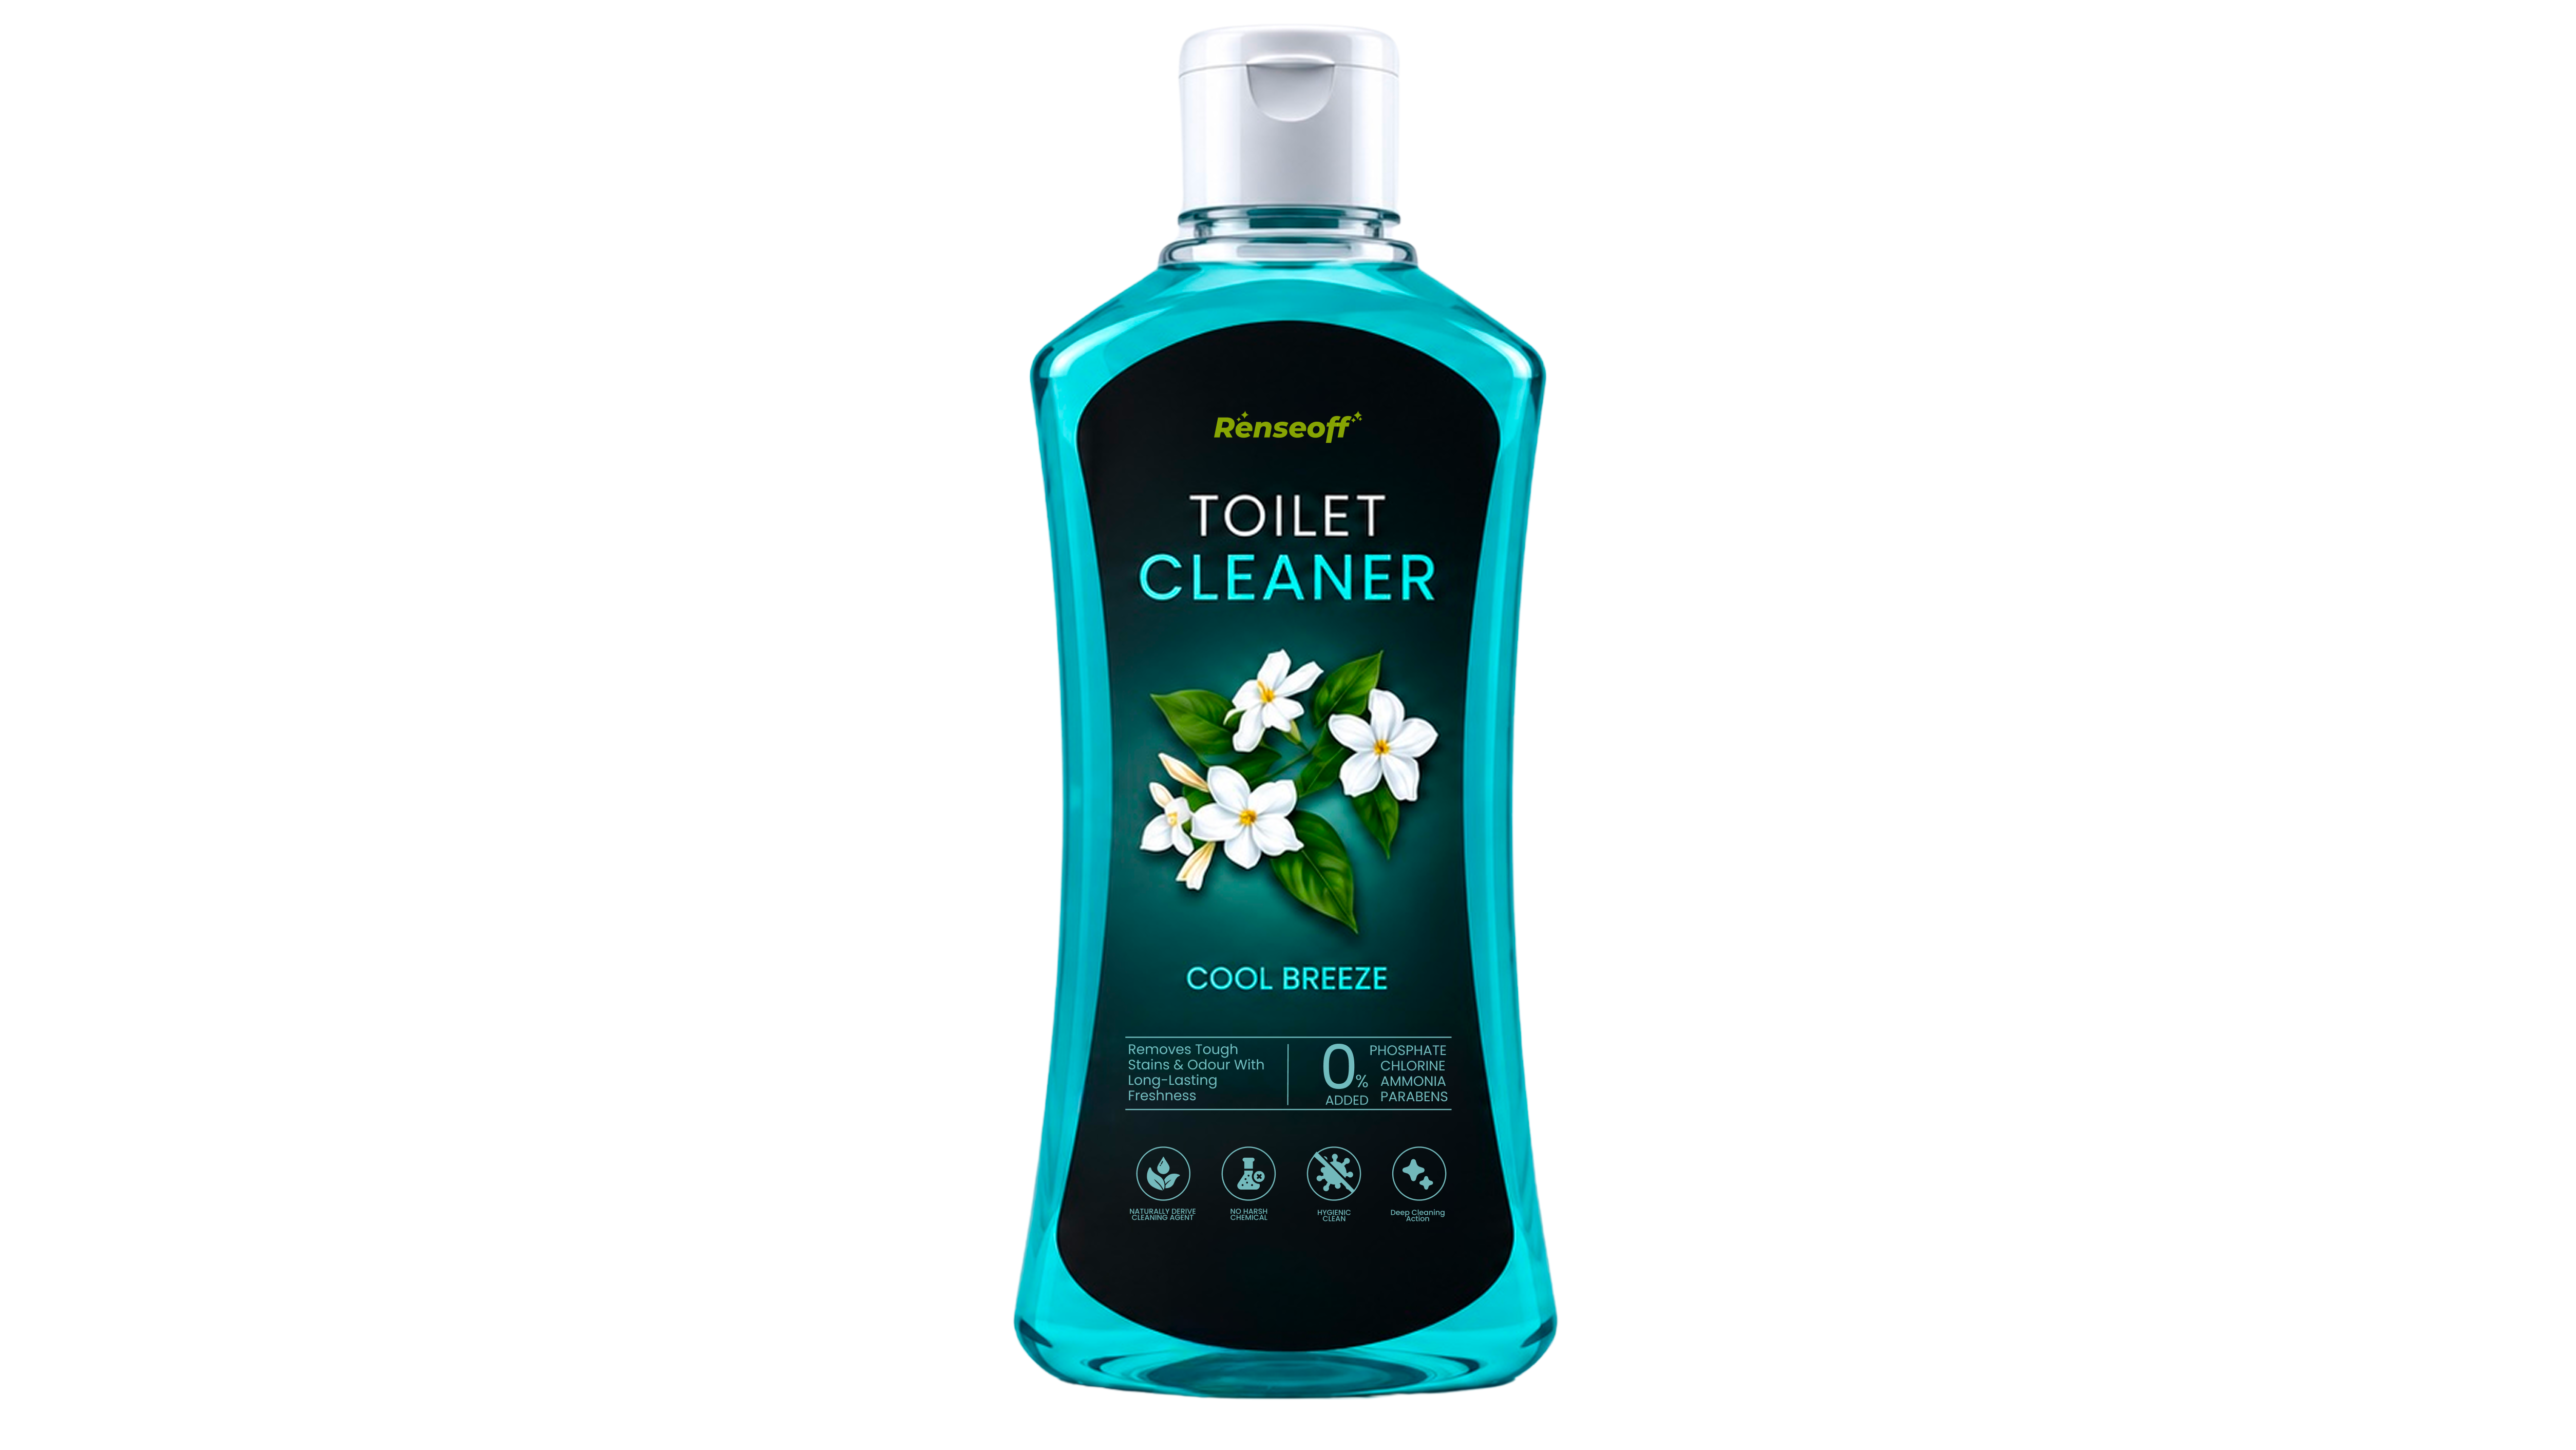 Renseoff
TOILET
CLEANER
COOL BREEZE
Removes Tough
Stains & Odour With
Long-Lasting
Freshness
0%
ADDED
PHOSPHATE
CHLORINE
AMMONIA
PARABENS
NATURALLY DERIVE
CLEANING AGENT
NO HARSH
CHEMICAL
HYGIENIC
CLEAN
Deep Cleaning
Action